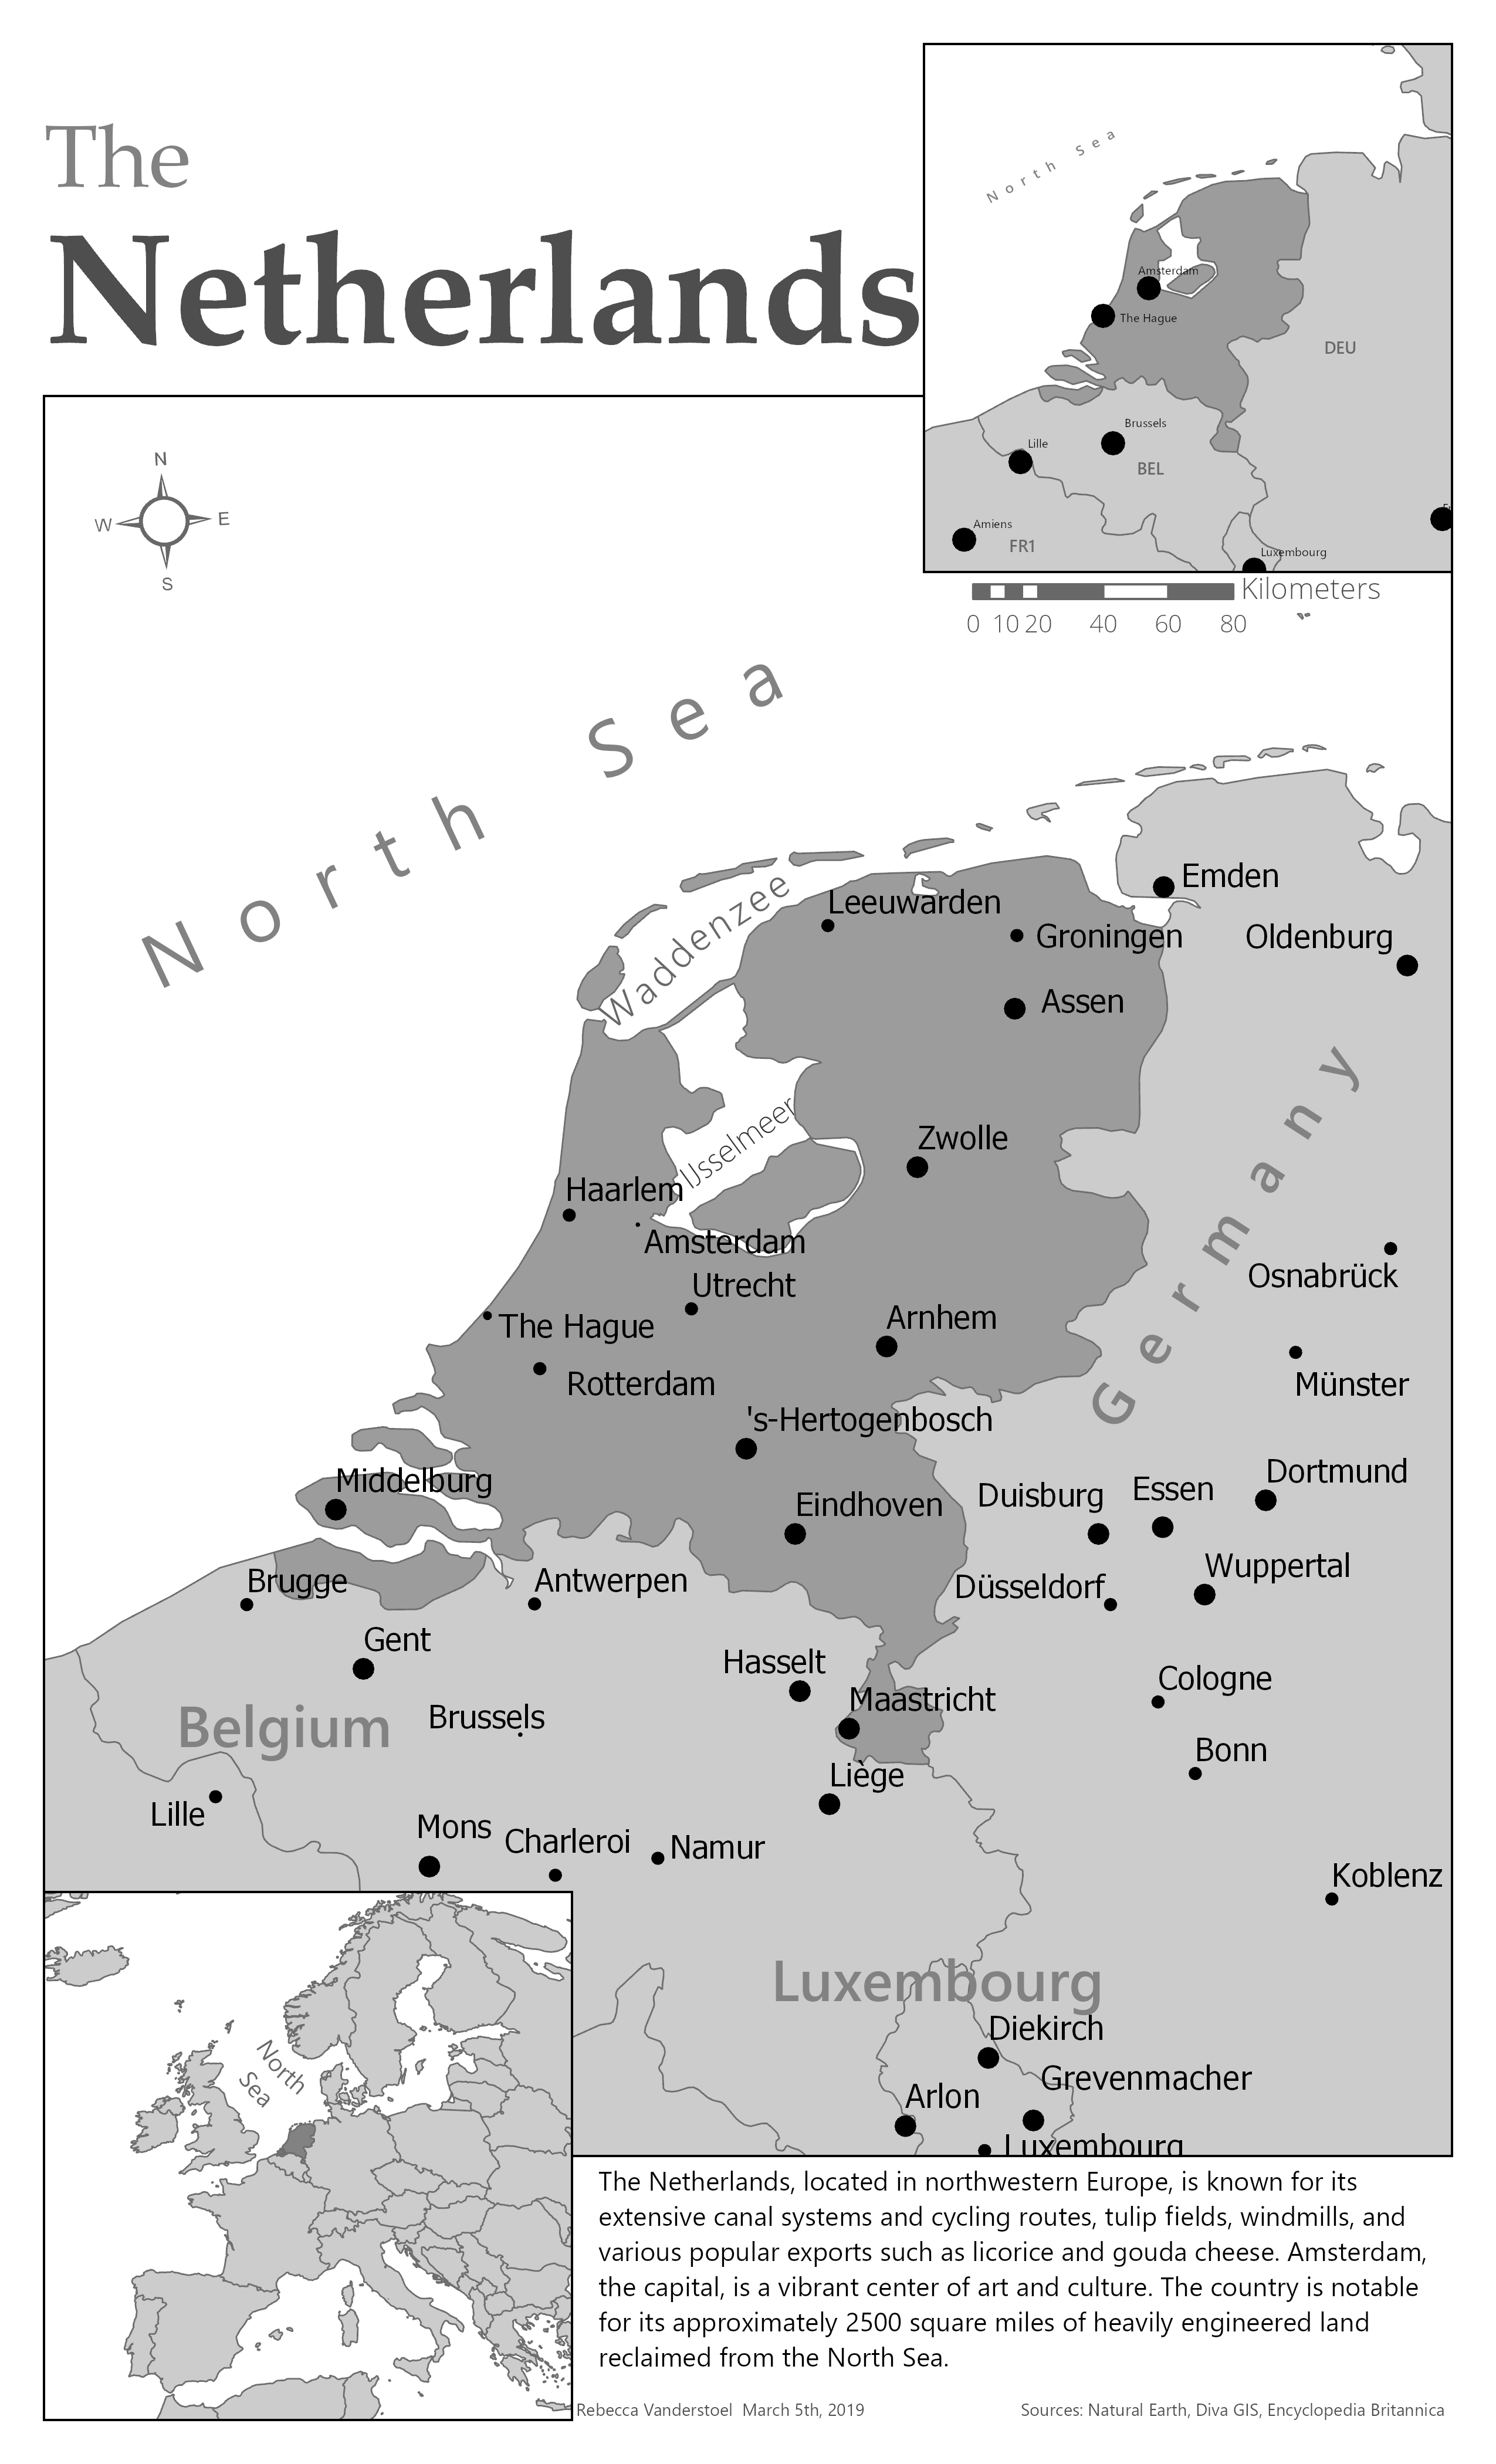 The
Netherlands
North Sea
Amsterdam
The Hague
DEU
Brussels
Lille
BEL
Amiens
FR1
Luxembourg
N
W E
S
Kilometers
0 10 20 40 60 80
North Sea
Waddenzee
Leeuwarden
Emden
Groningen
Oldenburg
Assen
IJsselmeer
Zwolle
Haarlem
Amsterdam
Utrecht
Germany
Osnabrück
The Hague
Arnhem
Rotterdam
Münster
's-Hertogenbosch
Middelburg
Eindhoven
Duisburg
Essen
Dortmund
Wuppertal
Brugge
Antwerpen
Düsseldorf
Gent
Hasselt
Maastricht
Cologne
Belgium
Brussels
Bonn
Liège
Lille
Mons
Charleroi
Namur
Koblenz
Luxembourg
Diekirch
Grevenmacher
Arlon
Luxembourg
North
Sea
The Netherlands, located in northwestern Europe, is known for its
extensive canal systems and cycling routes, tulip fields, windmills, and
various popular exports such as licorice and gouda cheese. Amsterdam,
the capital, is a vibrant center of art and culture. The country is notable
for its approximately 2500 square miles of heavily engineered land
reclaimed from the North Sea.
Rebecca Vanderstoel March 5th, 2019
Sources: Natural Earth, Diva GIS, Encyclopedia Britannica